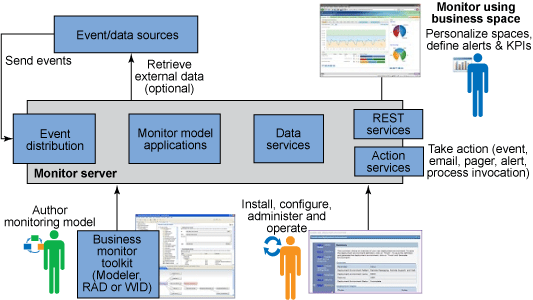 Event/data sources
Monitor using
business space
Personalize spaces,
define alerts & KPIs
Send events
Retrieve
external data
(optional)
Event
distribution
Monitor model
applications
Data
services
REST
services
Action
services
Monitor server
Take action (event,
email, pager, alert,
process invocation)
Author
monitoring model
Business
monitor
toolkit
(Modeler,
RAD or WID)
Install, configure,
administer and
operate